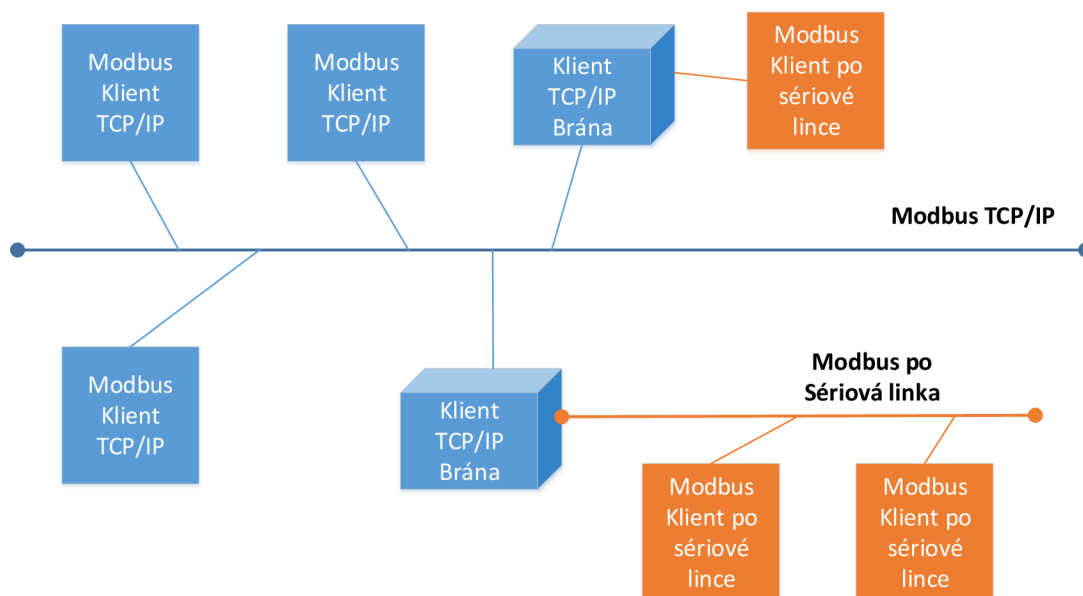 Modbus
Klient
TCP/IP
Modbus
Klient
TCP/IP
Klient
TCP/IP
Brána
Modbus
Klient po
sériové
lince
Modbus TCP/IP
Modbus
Klient
TCP/IP
Klient
TCP/IP
Brána
Modbus po
Sériová linka
Modbus
Klient po
sériové
lince
Modbus
Klient po
sériové
lince